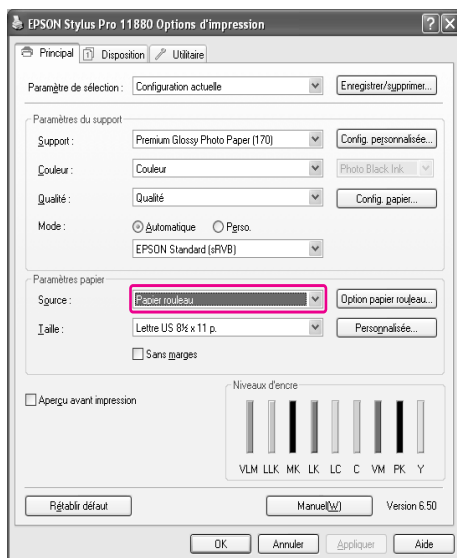 EPSON Stylus Pro 11880 Options d'impression
Principal Disposition Utilitaire
Paramètre de sélection : Configuration actuelle Enregistrer/supprimer...
Paramètres du support
Support : Premium Glossy Photo Paper (170) Config. personnalisée...
Couleur : Couleur Photo Black Ink
Qualité : Qualité Config. papier...
Mode : Automatique Perso.
EPSON Standard (sRVB)
Paramètres papier
Source : Papier rouleau Option papier rouleau...
Taille : Lettre US 8½ x 11 p. Personnalisée...
Sans marges
Aperçu avant impression
Niveaux d'encre
VLM LLK MK LK LC C VM PK Y
Rétablir défaut Manuel(W) Version 6.50
OK Annuler Appliquer Aide